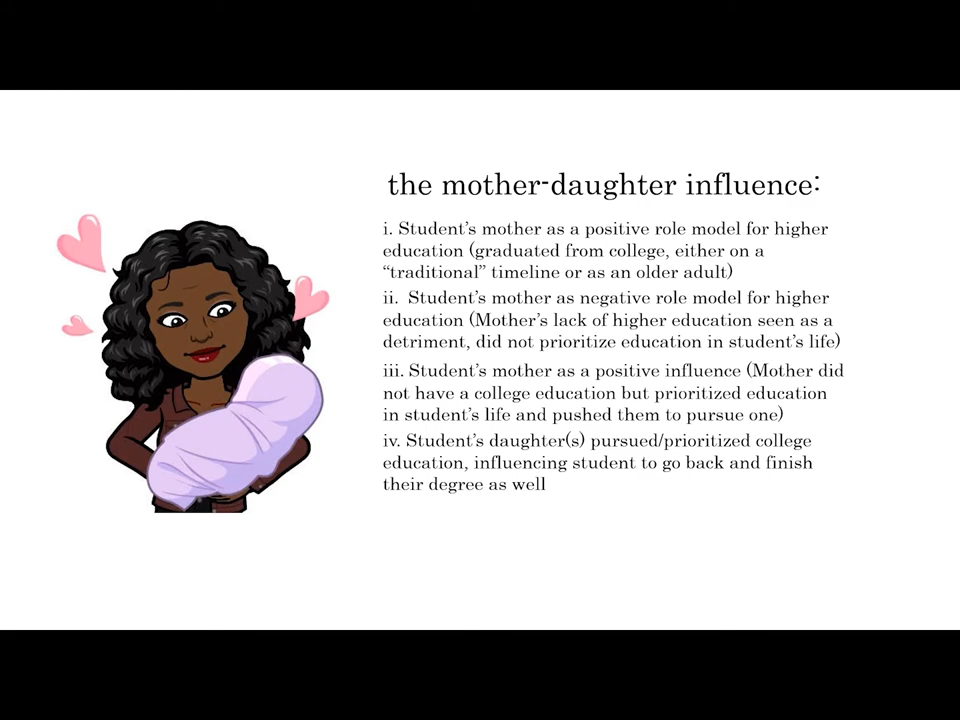 the mother-daughter influence:
i. Student’s mother as a positive role model for higher
education (graduated from college, either on a
“traditional” timeline or as an older adult)
ii.  Student’s mother as negative role model for higher
education (Mother’s lack of higher education seen as a
detriment, did not prioritize education in student’s life)
iii. Student’s mother as a positive influence (Mother did
not have a college education but prioritized education
in student’s life and pushed them to pursue one)
iv. Student’s daughter(s) pursued/prioritized college
education, influencing student to go back and finish
their degree as well